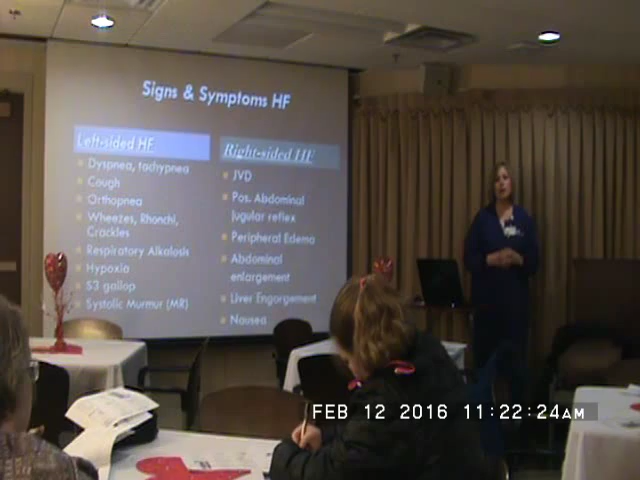 Signs & Symptoms HF
Left-sided HF
Dyspnea, tachypnea
Cough
Orthopnea
Wheezes, Rhonchi,
Crackles
Respiratory Alkalosis
Hypoxia
S3 gallop
Systolic Murmur (MR)
Right-sided HF
JVD
Pos. Abdominal
jugular reflex
Peripheral Edema
Abdominal
enlargement
Liver Engorgement
Nausea
FEB 12 2016 11:22:24AM